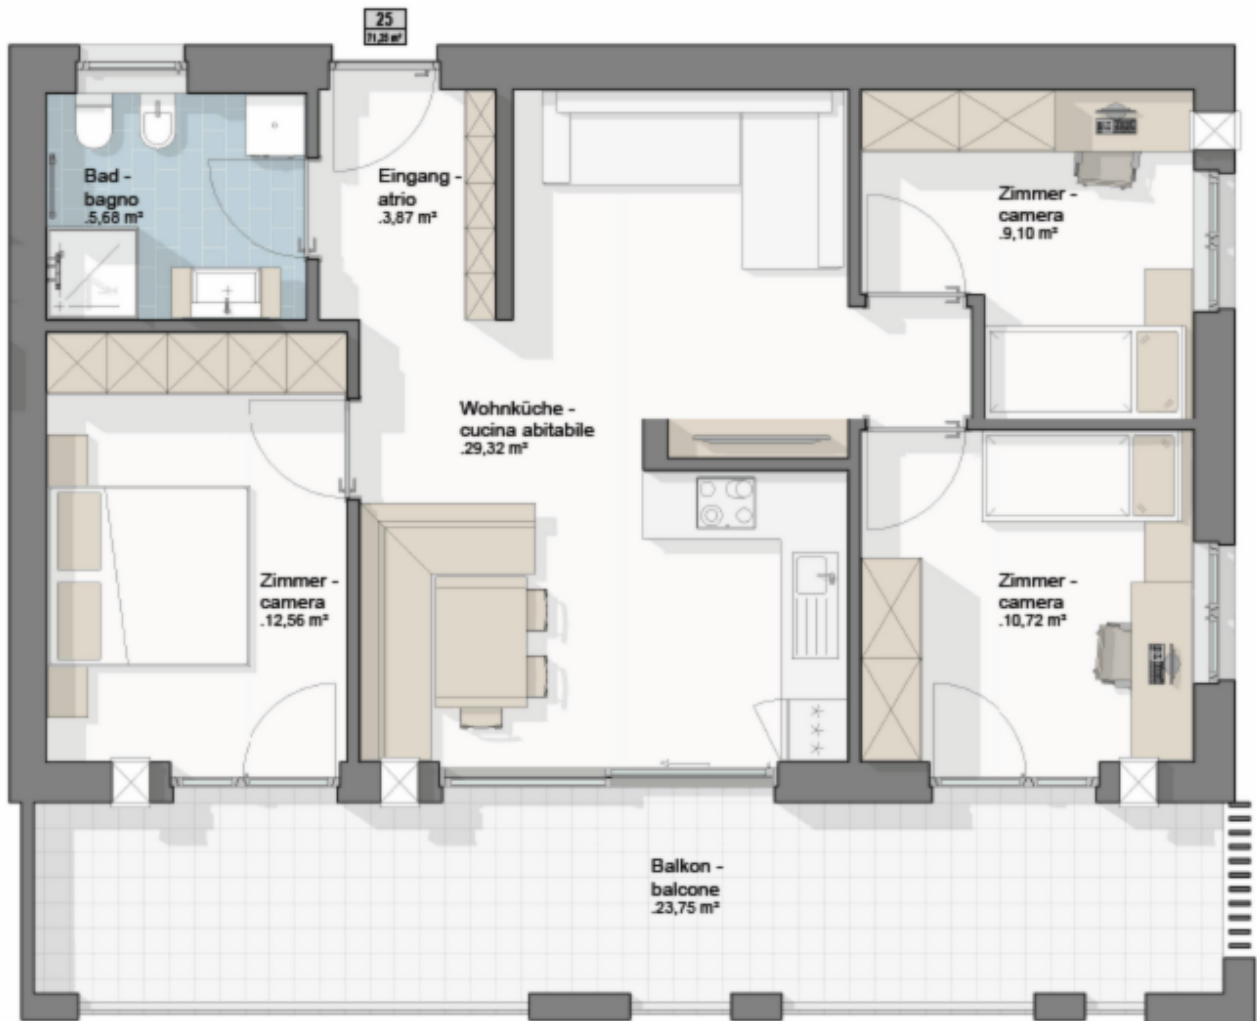 25
71,25 m²
Bad -
bagno
.5,68 m²
Eingang -
atrio
.3,87 m²
Zimmer -
camera
.9,10 m²
Wohnküche -
cucina abitabile
.29,32 m²
Zimmer -
camera
.12,56 m²
Zimmer -
camera
.10,72 m²
Balkon -
balcone
.23,75 m²